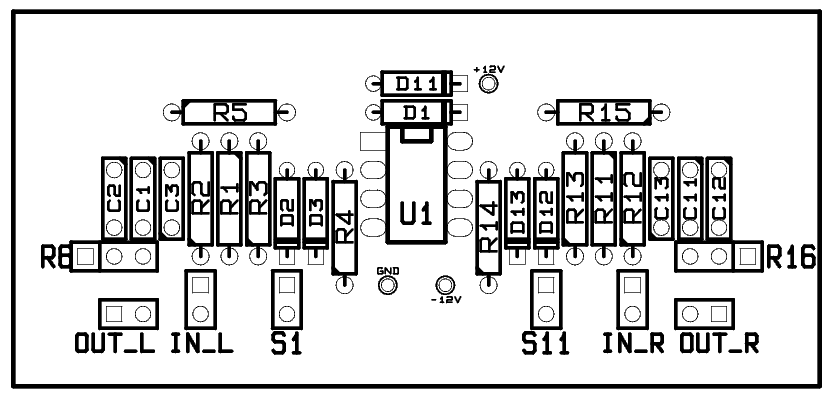 +12V
D11
D1
R5
R15
C2
C1
C3
R2
R1
R3
D2
D3
R4
U1
R14
D13
D12
R13
R11
R12
C13
C11
C12
R6
R16
GND
-12V
OUT_L
IN_L
S1
S11
IN_R
OUT_R